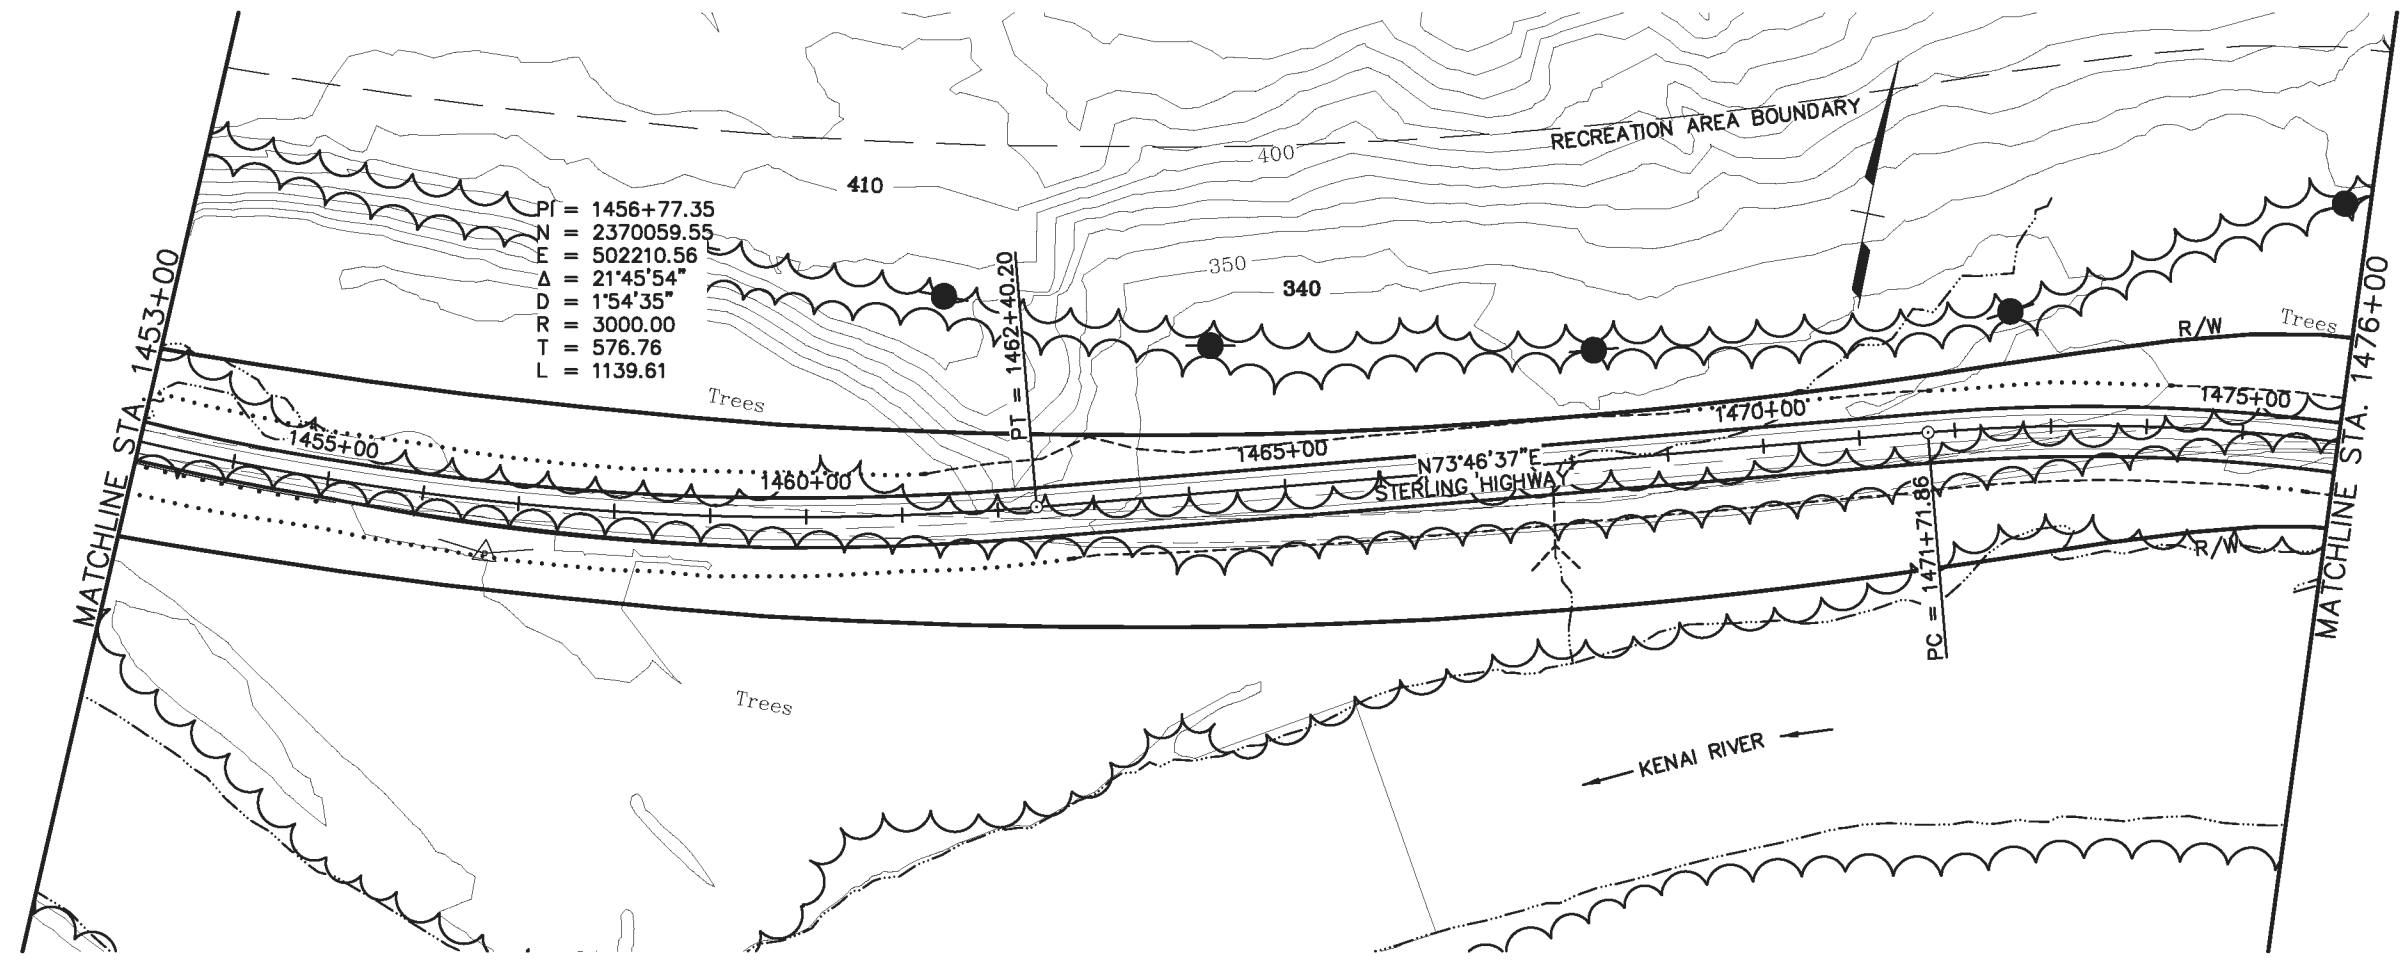 RECREATION AREA BOUNDARY
400
410
PI = 1456+77.35
N = 2370059.55
E = 502210.56
Δ = 21°45'54"
D = 1°54'35"
R = 3000.00
T = 576.76
L = 1139.61
350
340
MATCHLINE STA. 1453+00
PT = 1462+40.20
MATCHLINE STA. 1476+00
Trees
R/W
Trees
1475+00
1470+00
1455+00
1465+00
1460+00
N73°46'37"E
STERLING HIGHWAY
PC = 1471+71.86
R/W
Trees
KENAI RIVER